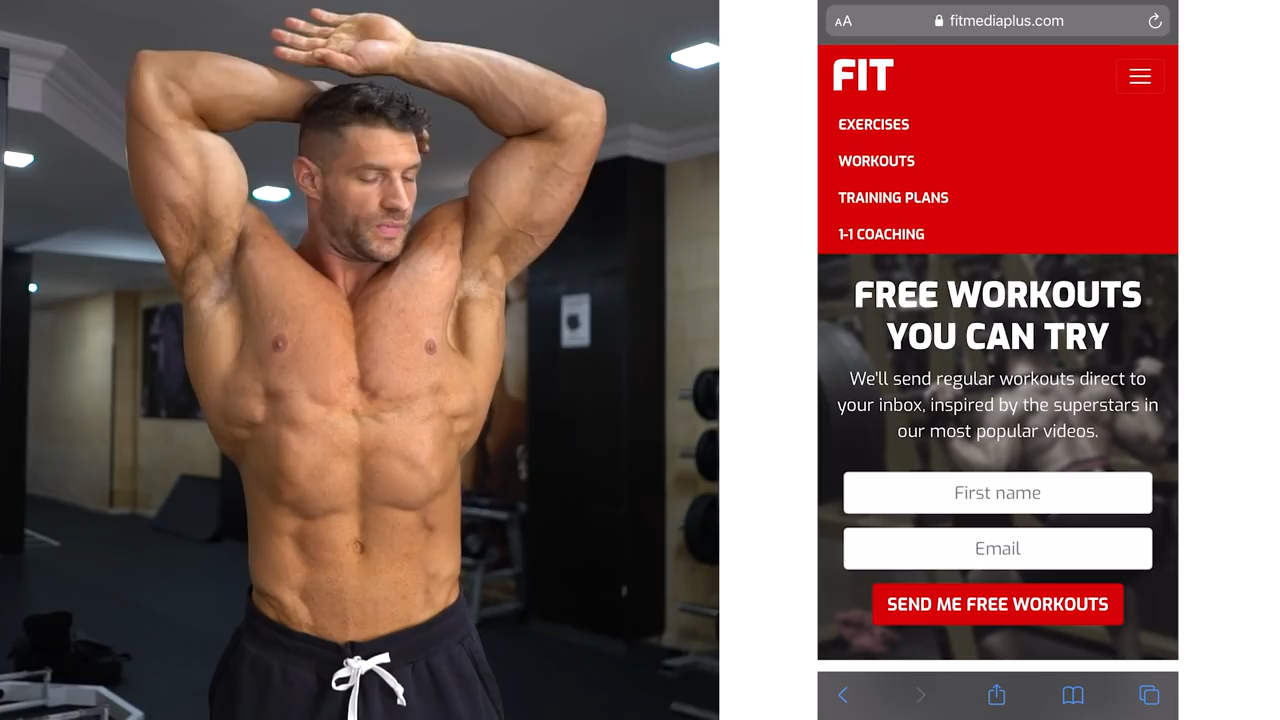 AA fitmediaplus.com
FIT
EXERCISES
WORKOUTS
TRAINING PLANS
1-1 COACHING
FREE WORKOUTS
YOU CAN TRY
We'll send regular workouts direct to
your inbox, inspired by the superstars in
our most popular videos.
First name
Email
SEND ME FREE WORKOUTS